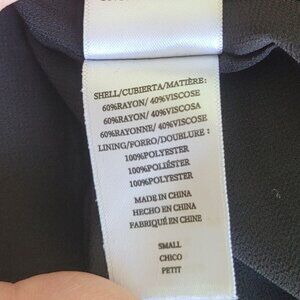 SHELL/CUBIERTA/MATIÈRE:
60%RAYON/ 40%VISCOSE
60%RAYON/ 40%VISCOSA
60%RAYONNE/ 40%VISCOSE
LINING/FORRO/DOUBLURE :
100%POLYESTER
100%POLIÉSTER
100%POLYESTER
MADE IN CHINA
HECHO EN CHINA
FABRIQUÉ EN CHINE
SMALL
CHICO
PETIT